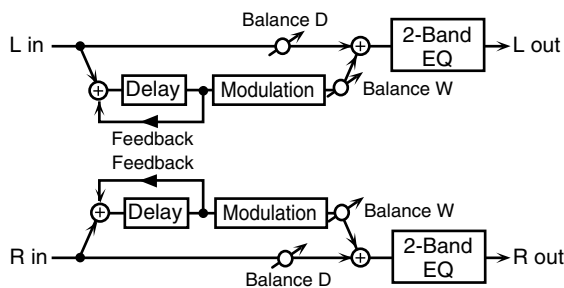 Balance D
L in
2-Band
EQ
L out
Delay
Modulation
Balance W
Feedback
Feedback
Delay
Modulation
Balance W
R in
2-Band
EQ
R out
Balance D